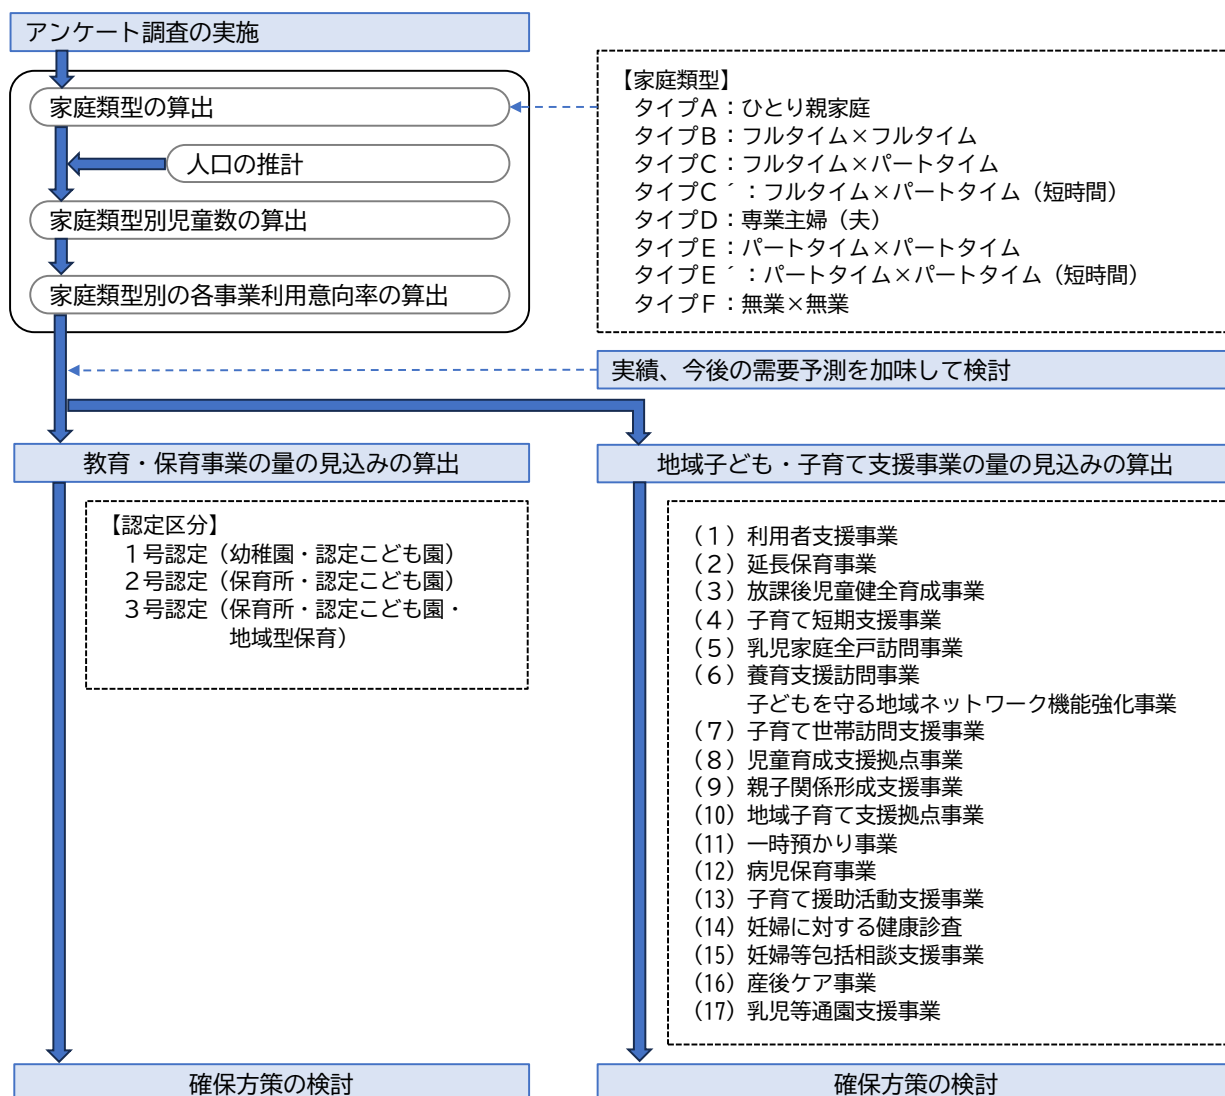 アンケート調査の実施
家庭類型の算出
人口の推計
家庭類型別児童数の算出
家庭類型別の各事業利用意向率の算出
【家庭類型】
タイプA：ひとり親家庭
タイプB：フルタイム×フルタイム
タイプC：フルタイム×パートタイム
タイプC´：フルタイム×パートタイム（短時間）
タイプD：専業主婦（夫）
タイプE：パートタイム×パートタイム
タイプE´：パートタイム×パートタイム（短時間）
タイプF：無業×無業
実績、今後の需要予測を加味して検討
教育・保育事業の量の見込みの算出
【認定区分】
１号認定（幼稚園・認定こども園）
２号認定（保育所・認定こども園）
３号認定（保育所・認定こども園・
地域型保育）
確保方策の検討
地域子ども・子育て支援事業の量の見込みの算出
（１）利用者支援事業
（２）延長保育事業
（３）放課後児童健全育成事業
（４）子育て短期支援事業
（５）乳児家庭全戸訪問事業
（６）養育支援訪問事業
子どもを守る地域ネットワーク機能強化事業
（７）子育て世帯訪問支援事業
（８）児童育成支援拠点事業
（９）親子関係形成支援事業
（10）地域子育て支援拠点事業
（11）一時預かり事業
（12）病児保育事業
（13）子育て援助活動支援事業
（14）妊婦に対する健康診査
（15）妊婦等包括相談支援事業
（16）産後ケア事業
（17）乳児等通園支援事業
確保方策の検討